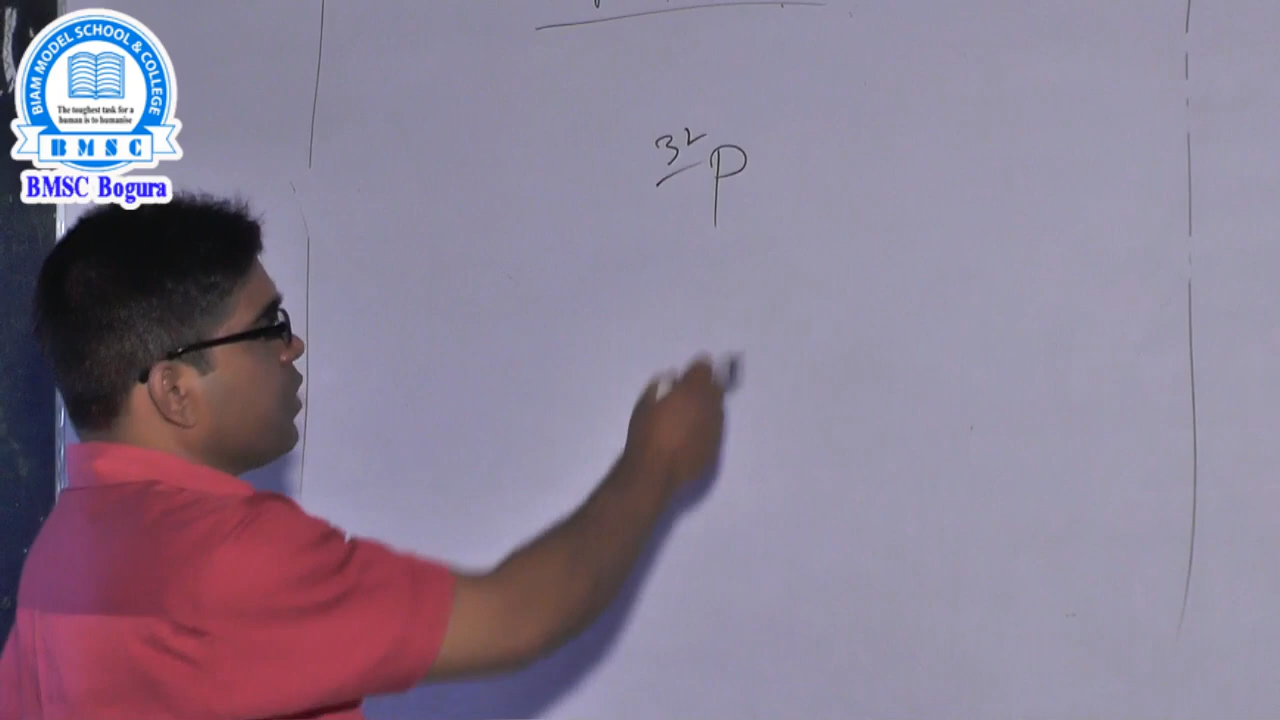 BIAM MODEL SCHOOL & COLLEGE
The toughest task for a
human is to humanise
BMSC
BMSC Bogura
³²P